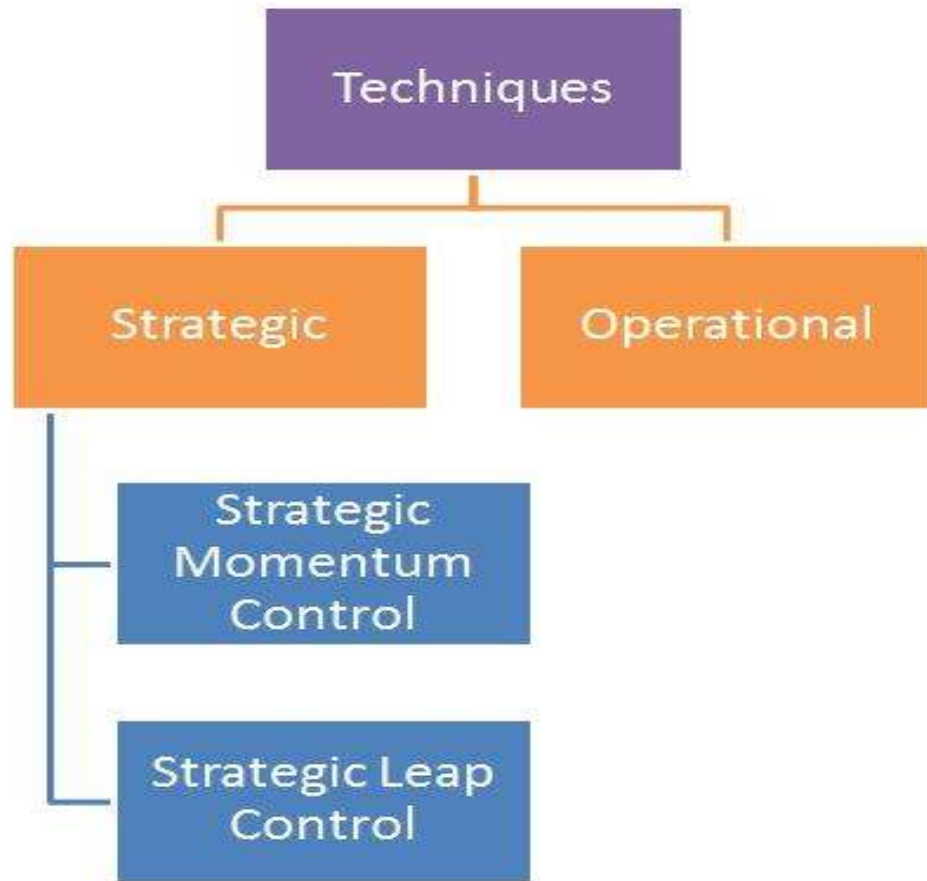 Techniques
Strategic
Operational
Strategic
Momentum
Control
Strategic Leap
Control